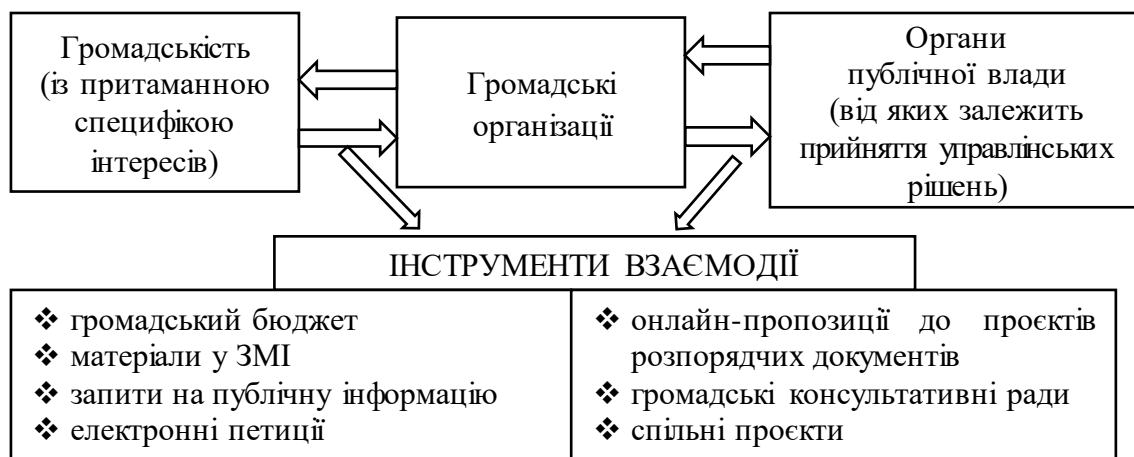 Громадськість
(із притаманною
специфікою
інтересів)
Громадські
організації
Органи
публічної влади
(від яких залежить
прийняття управлінських
рішень)
ІНСТРУМЕНТИ ВЗАЄМОДІЇ
❖ громадський бюджет
❖ матеріали у ЗМІ
❖ запити на публічну інформацію
❖ електронні петиції
❖ онлайн-пропозиції до проєктів
розпорядчих документів
❖ громадські консультативні ради
❖ спільні проєкти